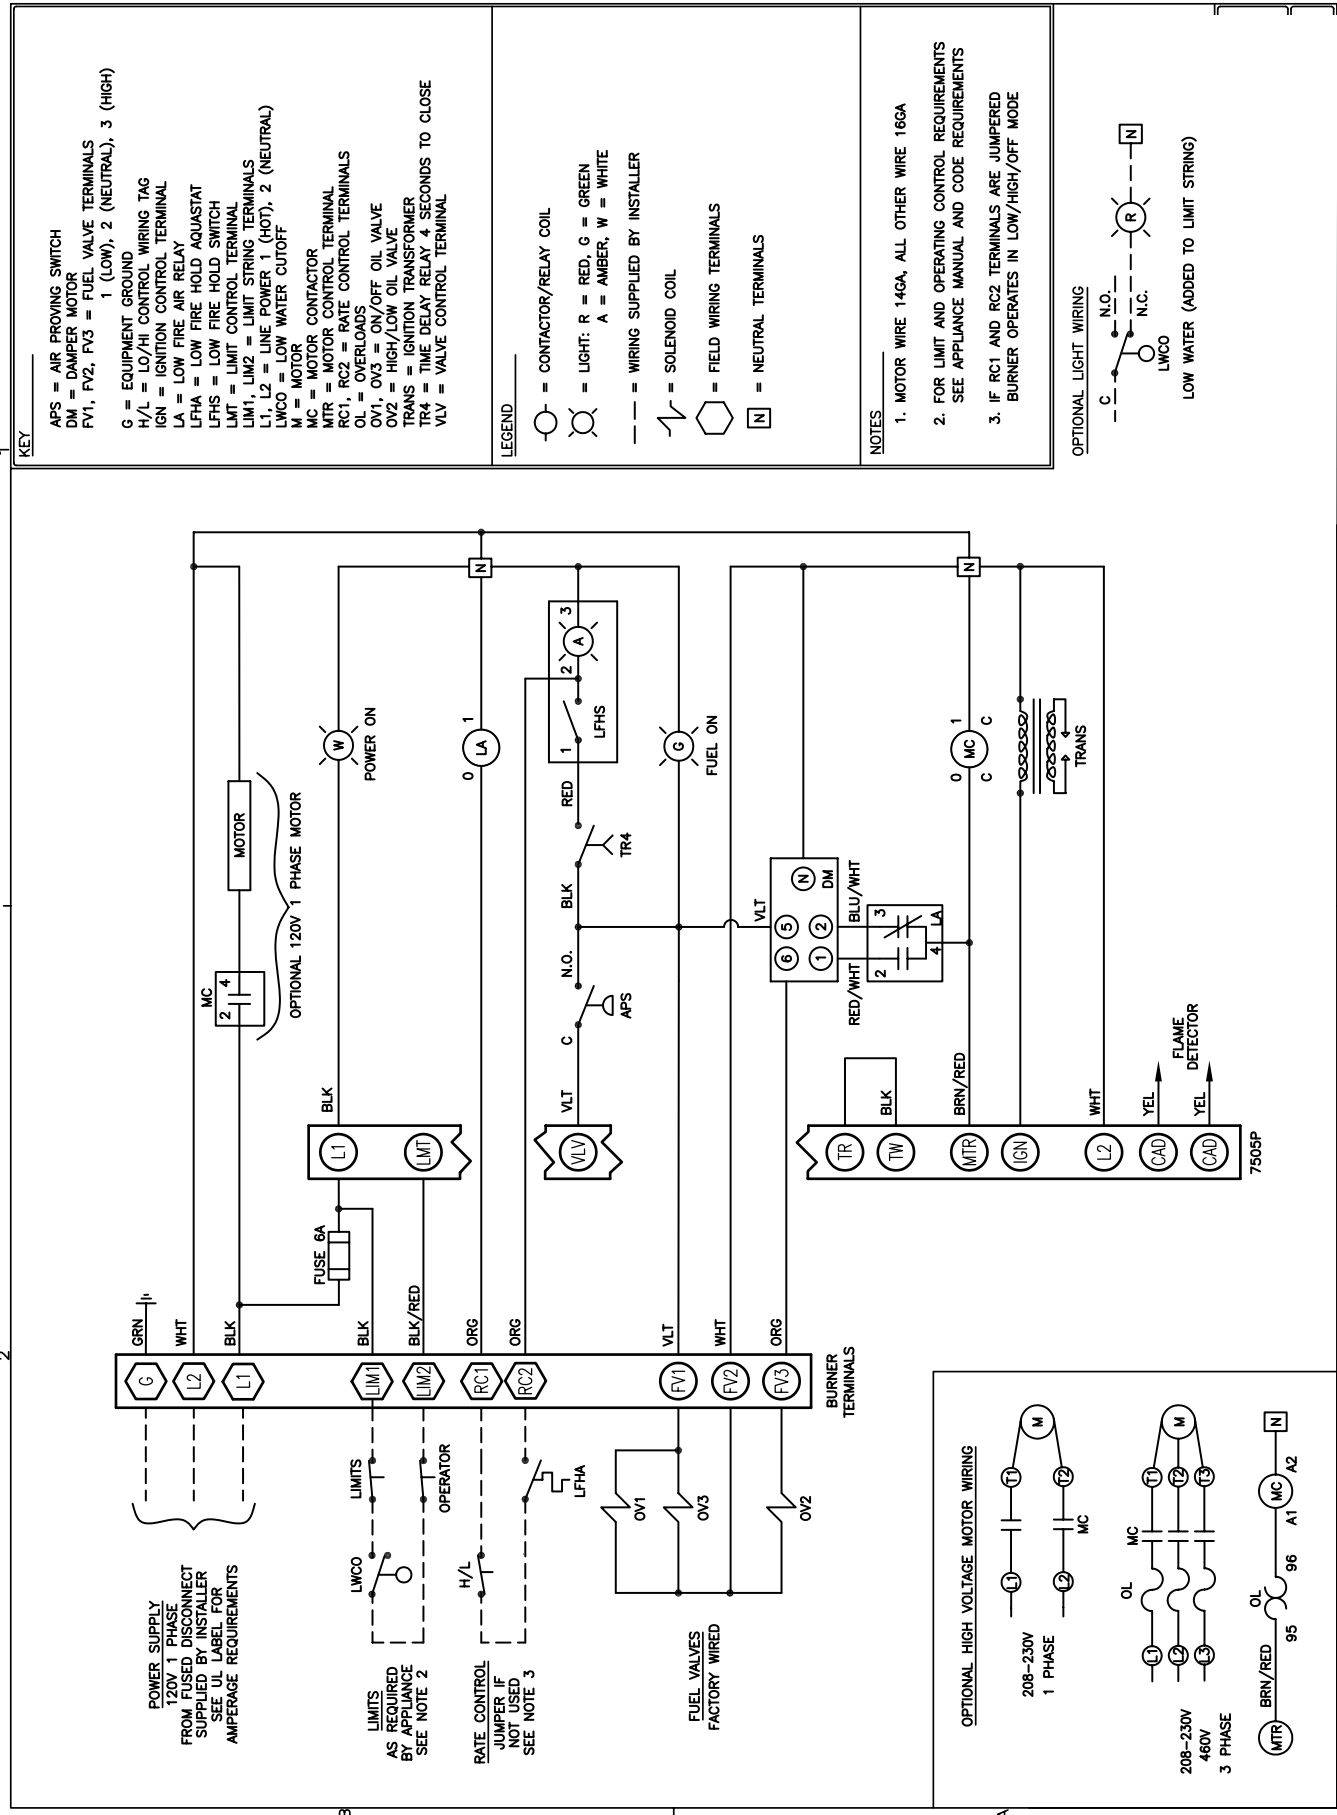 KEY
APS = AIR PROVING SWITCH
DM = DAMPER MOTOR
FV1, FV2, FV3 = FUEL VALVE TERMINALS
1 (LOW), 2 (NEUTRAL), 3 (HIGH)
G = EQUIPMENT GROUND
H/L = LO/HI CONTROL WIRING TAG
IGN = IGNITION CONTROL TERMINAL
LA = LOW FIRE AIR RELAY
LFHA = LOW FIRE HOLD AQUASTAT
LFHS = LOW FIRE HOLD SWITCH
LMT = LIMIT CONTROL TERMINAL
LIM1, LIM2 = LIMIT STRING TERMINALS
L1, L2 = LINE POWER 1 (HOT), 2 (NEUTRAL)
LWCO = LOW WATER CUTOFF
M = MOTOR
MC = MOTOR CONTACTOR
MTR = MOTOR CONTROL TERMINAL
RC1, RC2 = RATE CONTROL TERMINALS
OL = OVERLOADS
OV1, OV3 = ON/OFF OIL VALVE
OV2 = HIGH/LOW OIL VALVE
TRANS = IGNITION TRANSFORMER
TR4 = TIME DELAY RELAY 4 SECONDS TO CLOSE
VLV = VALVE CONTROL TERMINAL
LEGEND
= CONTACTOR/RELAY COIL
= LIGHT: R = RED, G = GREEN
A = AMBER, W = WHITE
= WIRING SUPPLIED BY INSTALLER
= SOLENOID COIL
= FIELD WIRING TERMINALS
N = NEUTRAL TERMINALS
NOTES
1. MOTOR WIRE 14GA, ALL OTHER WIRE 16GA
2. FOR LIMIT AND OPERATING CONTROL REQUIREMENTS
SEE APPLIANCE MANUAL AND CODE REQUIREMENTS
3. IF RC1 AND RC2 TERMINALS ARE JUMPERED
BURNER OPERATES IN LOW/HIGH/OFF MODE
OPTIONAL LIGHT WIRING
C
N.O.
N.C.
R
N
LWCO
LOW WATER (ADDED TO LIMIT STRING)
POWER SUPPLY
120V 1 PHASE
FROM FUSED DISCONNECT
SUPPLIED BY INSTALLER
SEE UL LABEL FOR
AMPERAGE REQUIREMENTS
G
GRN
L2
WHT
L1
BLK
MC
2 4
MOTOR
OPTIONAL 120V 1 PHASE MOTOR
FUSE 6A
L1
BLK
W
POWER ON
LIMITS
AS REQUIRED
BY APPLIANCE
SEE NOTE 2
LWCO
LIMITS
OPERATOR
LIM1
BLK
LIM2
BLK/RED
LMT
RATE CONTROL
JUMPER IF
NOT USED
SEE NOTE 3
H/L
LFHA
RC1
ORG
RC2
ORG
0
LA
1
N
VLV
VLT
C
N.O.
APS
BLK
TR4
RED
1
LFHS
2
A
3
FUEL VALVES
FACTORY WIRED
OV1
OV3
OV2
FV1
VLT
FV2
WHT
FV3
ORG
BURNER
TERMINALS
G
FUEL ON
VLT
6 5
1 2
N
DM
RED/WHT
BLU/WHT
2
3
4
LA
TR
TW
BLK
MTR
BRN/RED
0
MC
1
C
C
N
IGN
TRANS
L2
WHT
CAD
YEL
CAD
YEL
FLAME
DETECTOR
7505P
OPTIONAL HIGH VOLTAGE MOTOR WIRING
208-230V
1 PHASE
L1
T1
M
L2
MC
T2
208-230V
460V
3 PHASE
OL
MC
L1
T1
L2
T2
L3
T3
M
MTR
BRN/RED
95
OL
96
A1
MC
A2
N
2
1
B
A